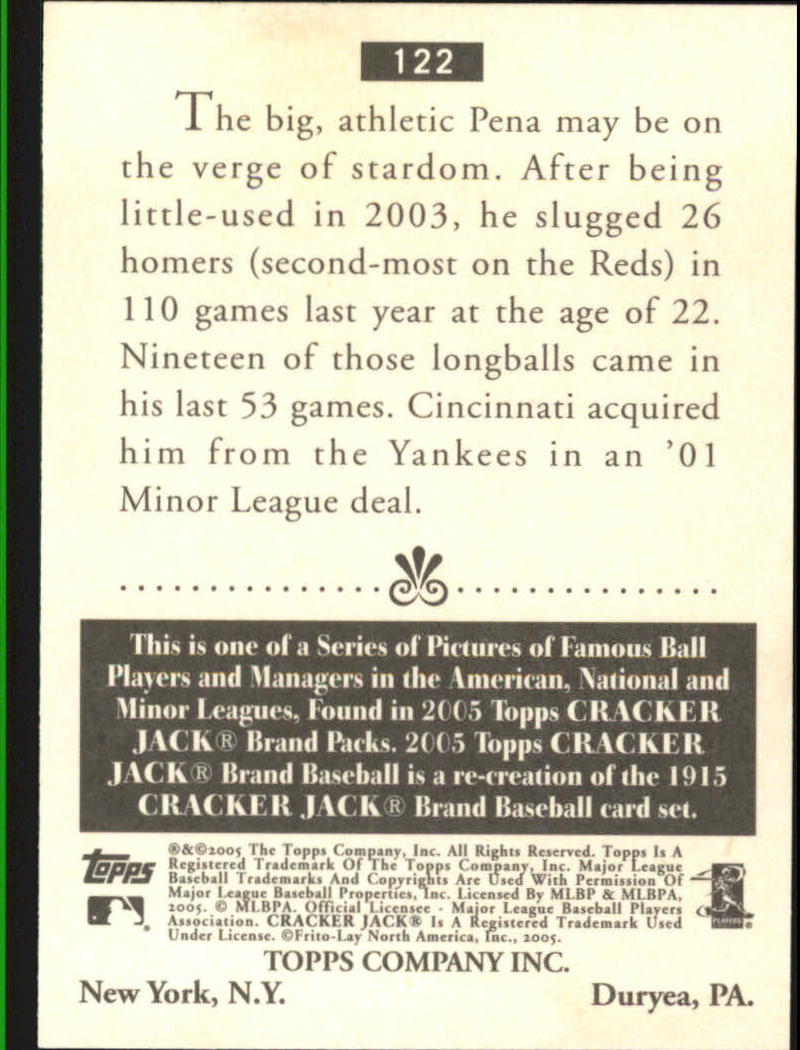 122
The big, athletic Pena may be on
the verge of stardom. After being
little-used in 2003, he slugged 26
homers (second-most on the Reds) in
110 games last year at the age of 22.
Nineteen of those longballs came in
his last 53 games. Cincinnati acquired
him from the Yankees in an '01
Minor League deal.
This is one of a Series of Pictures of Famous Ball
Players and Managers in the American, National and
Minor Leagues, Found in 2005 Topps CRACKER
JACK® Brand Packs. 2005 Topps CRACKER
JACK® Brand Baseball is a re-creation of the 1915
CRACKER JACK® Brand Baseball card set.
topps
®&©2005 The Topps Company, Inc. All Rights Reserved. Topps Is A
Registered Trademark Of The Topps Company, Inc. Major League
Baseball Trademarks And Copyrights Are Used With Permission Of
Major League Baseball Properties, Inc. Licensed By MLBP & MLBPA,
2005. © MLBPA. Official Licensee - Major League Baseball Players
Association. CRACKER JACK® Is A Registered Trademark Used
Under License. ©Frito-Lay North America, Inc., 2005.
PLAYERS
TOPPS COMPANY INC.
New York, N.Y. Duryea, PA.